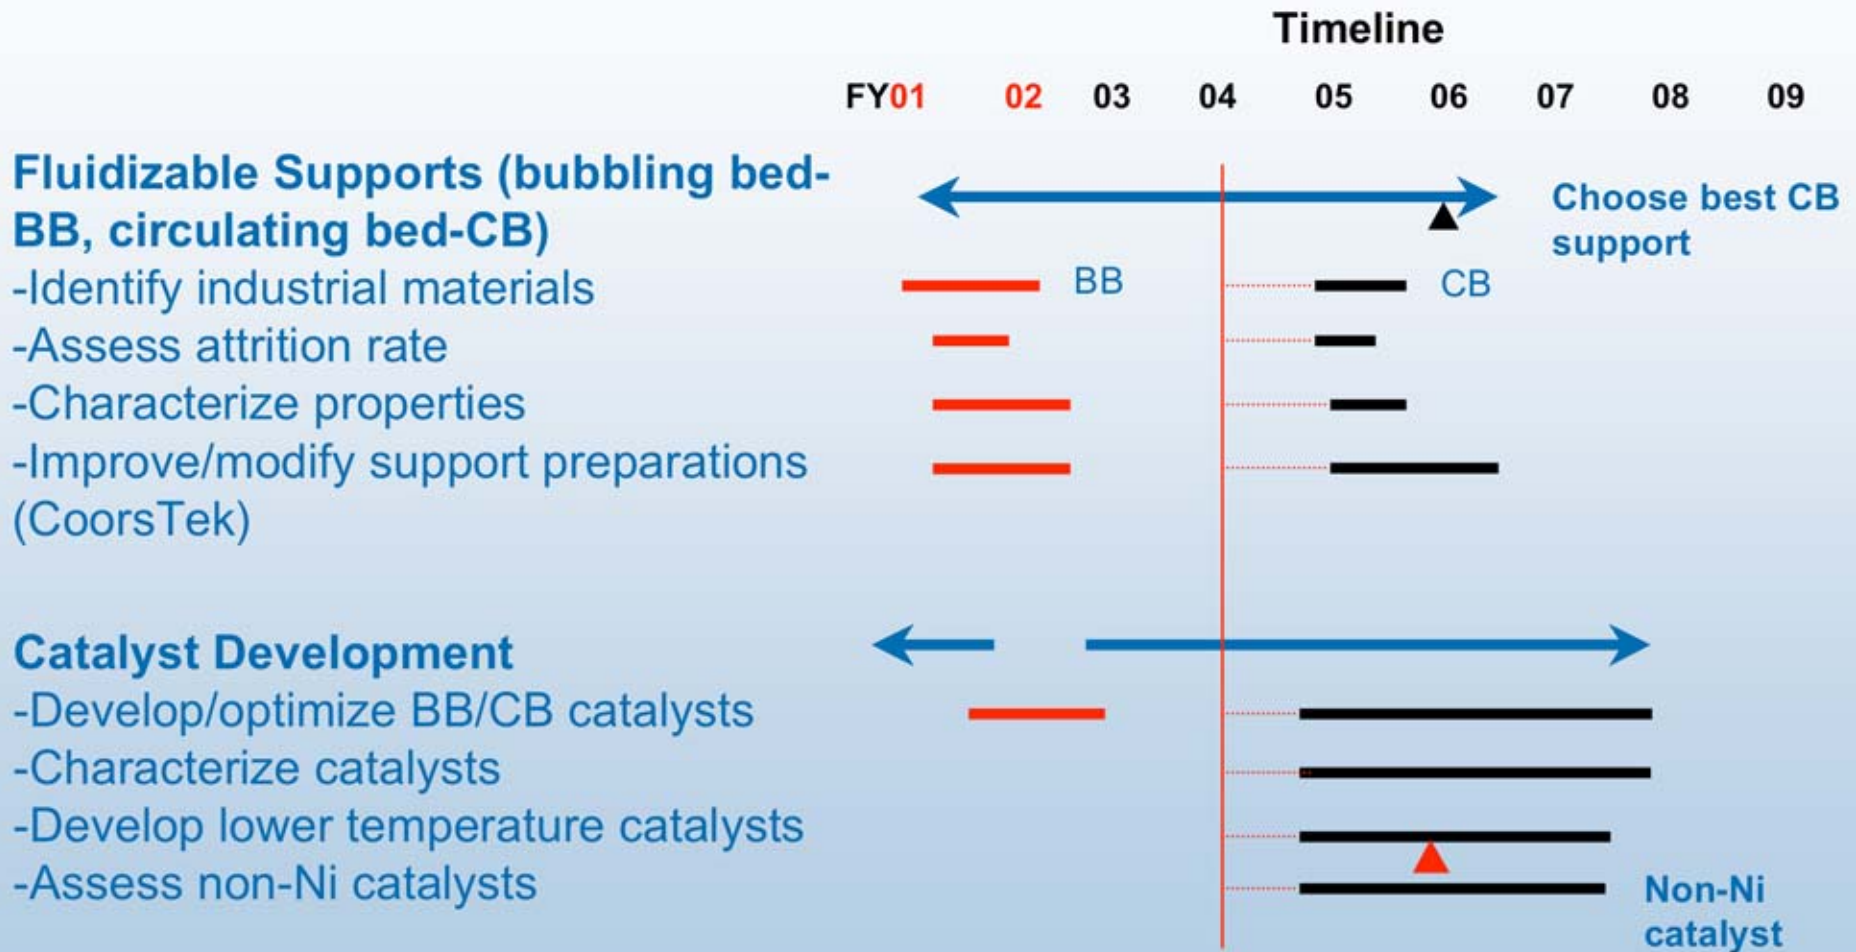 Timeline
FY01 02 03 04 05 06 07 08 09
Fluidizable Supports (bubbling bed-
BB, circulating bed-CB)
Choose best CB
support
-Identify industrial materials
BB
CB
-Assess attrition rate
-Characterize properties
-Improve/modify support preparations
(CoorsTek)
Catalyst Development
-Develop/optimize BB/CB catalysts
-Characterize catalysts
-Develop lower temperature catalysts
-Assess non-Ni catalysts
Non-Ni
catalyst